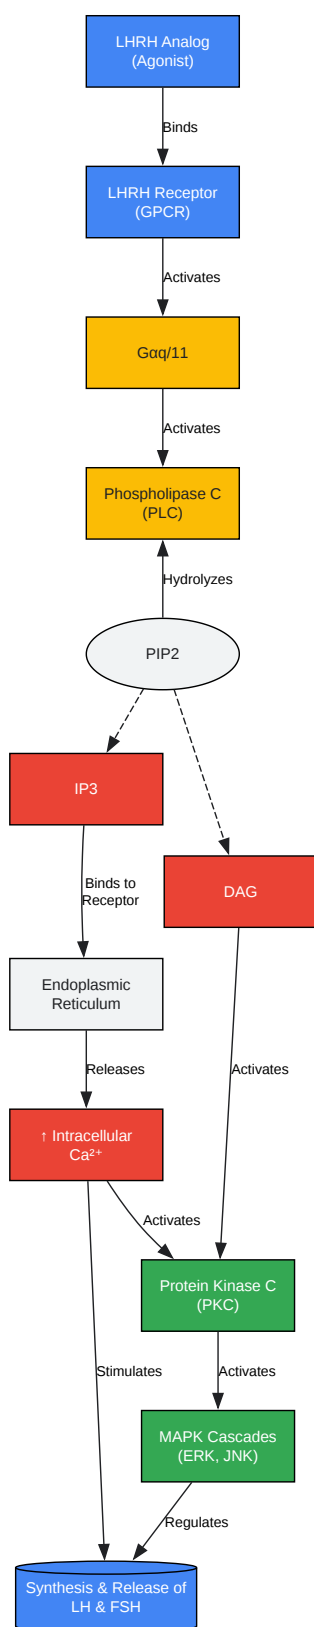 LHRH Analog
(Agonist)
Binds
LHRH Receptor
(GPCR)
Activates
Gαq/11
Activates
Phospholipase C
(PLC)
Hydrolyzes
PIP2
IP3
DAG
Binds to
Receptor
Endoplasmic
Reticulum
Releases
Activates
↑ Intracellular
Ca²⁺
Activates
Protein Kinase C
(PKC)
Stimulates
Activates
MAPK Cascades
(ERK, JNK)
Regulates
Synthesis & Release of
LH & FSH